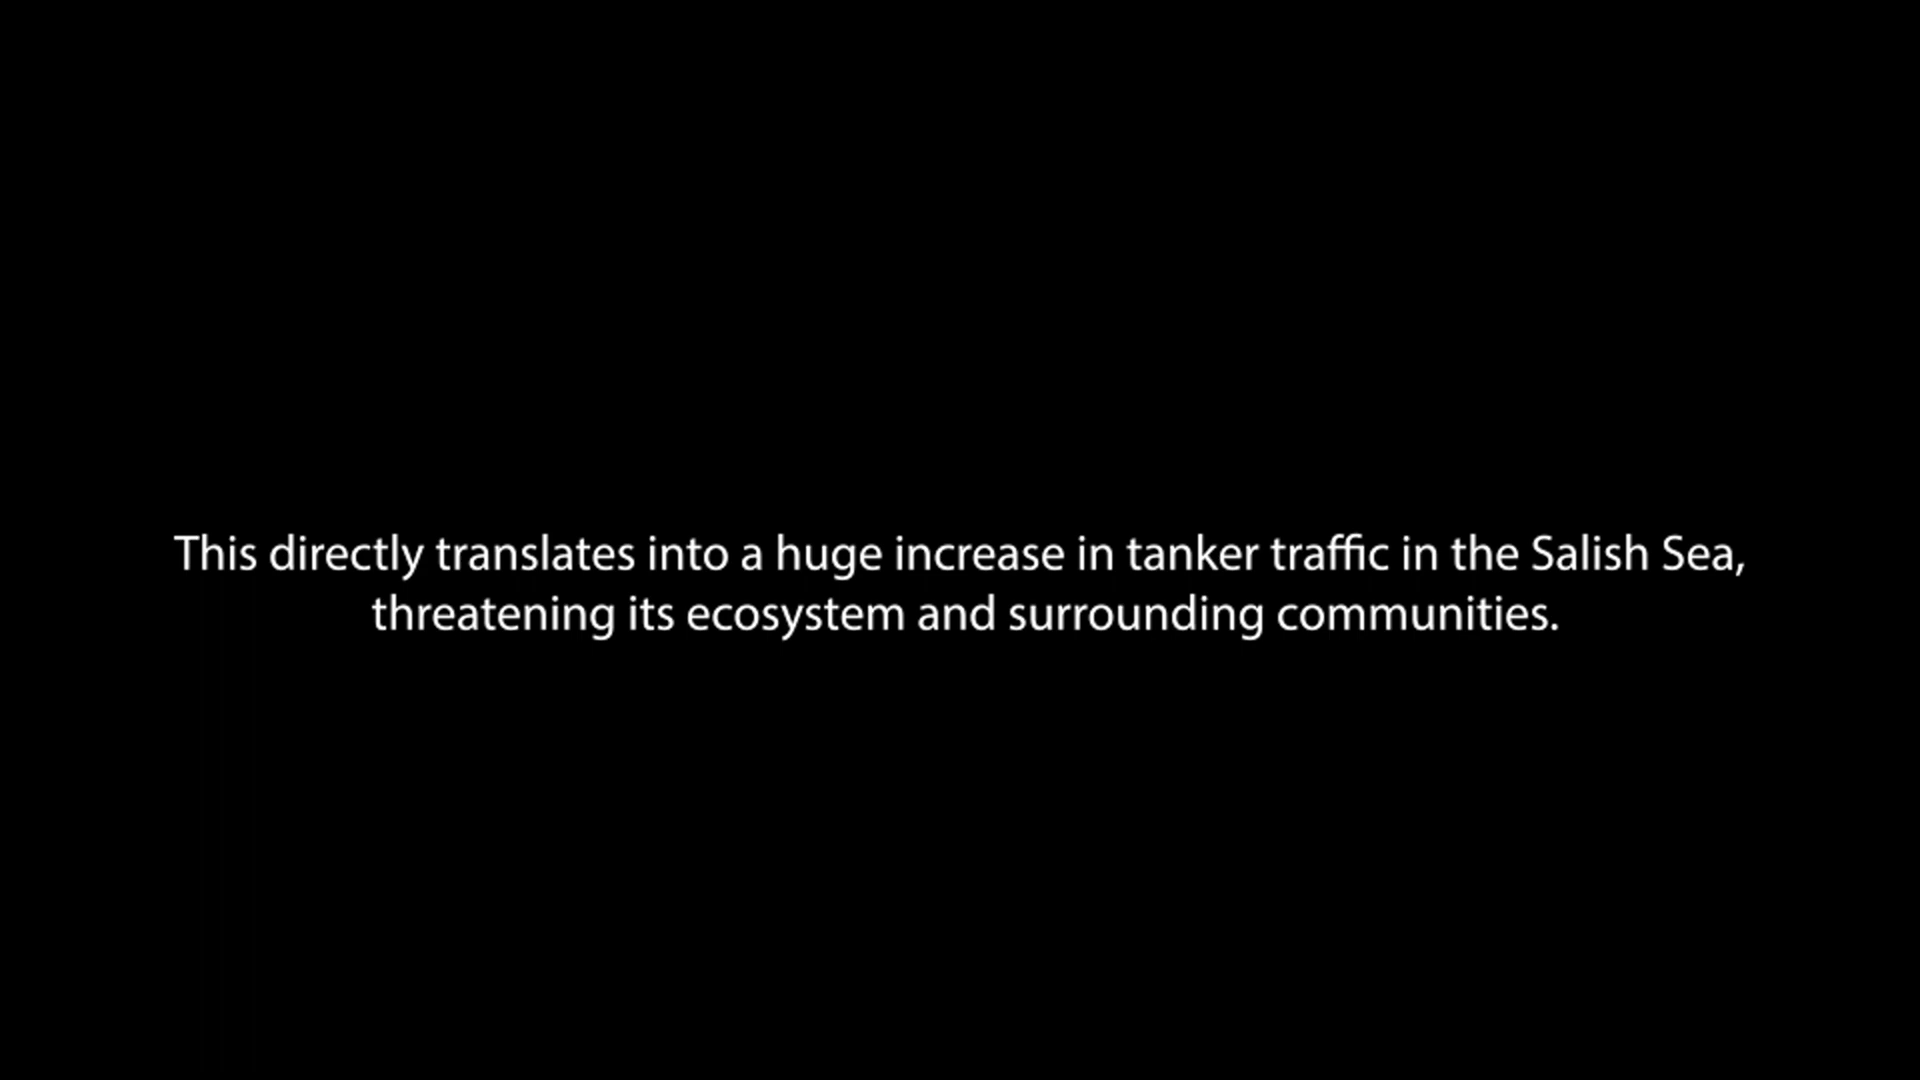 This directly translates into a huge increase in tanker traffic in the Salish Sea,
threatening its ecosystem and surrounding communities.